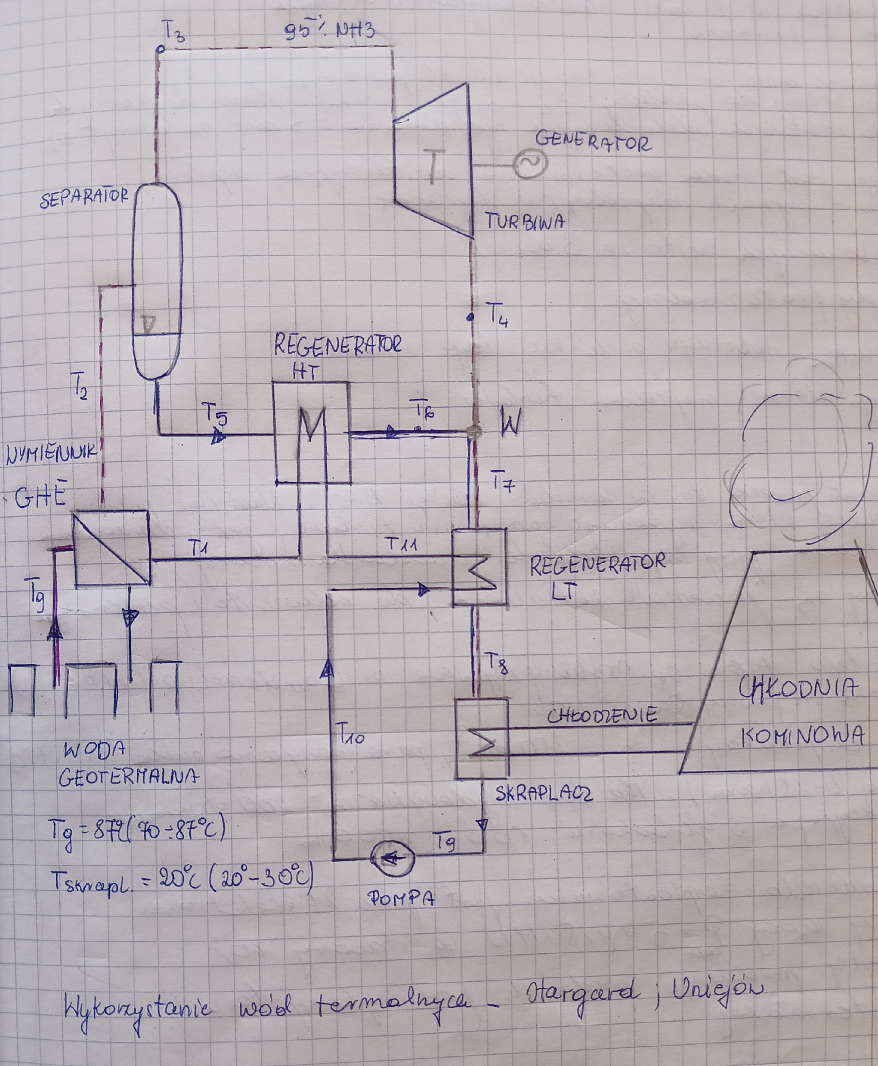 T3
95% NH3
GENERATOR
T
SEPARATOR
TURBINA
T4
REGENERATOR
HT
T2
T5
T6
W
WYMIENNIK
GHE
T7
T1
T11
REGENERATOR
LT
Tg
T8
CHŁODNIA
KOMINOWA
CHŁODZENIE
T10
WODA
GEOTERMALNA
SKRAPLACZ
Tg = 87°C (70÷87°C)
T9
Tskrapl. = 20°C (20°-30°C)
POMPA
Wykorzystanie wód termalnych - Stargard; Uniejów